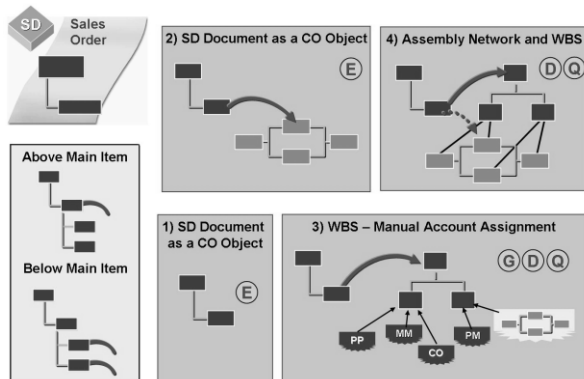 SD
Sales
Order
2) SD Document as a CO Object
E
4) Assembly Network and WBS
D Q
Above Main Item
Below Main Item
1) SD Document
as a CO Object
E
3) WBS – Manual Account Assignment
G D Q
PP
MM
CO
PM